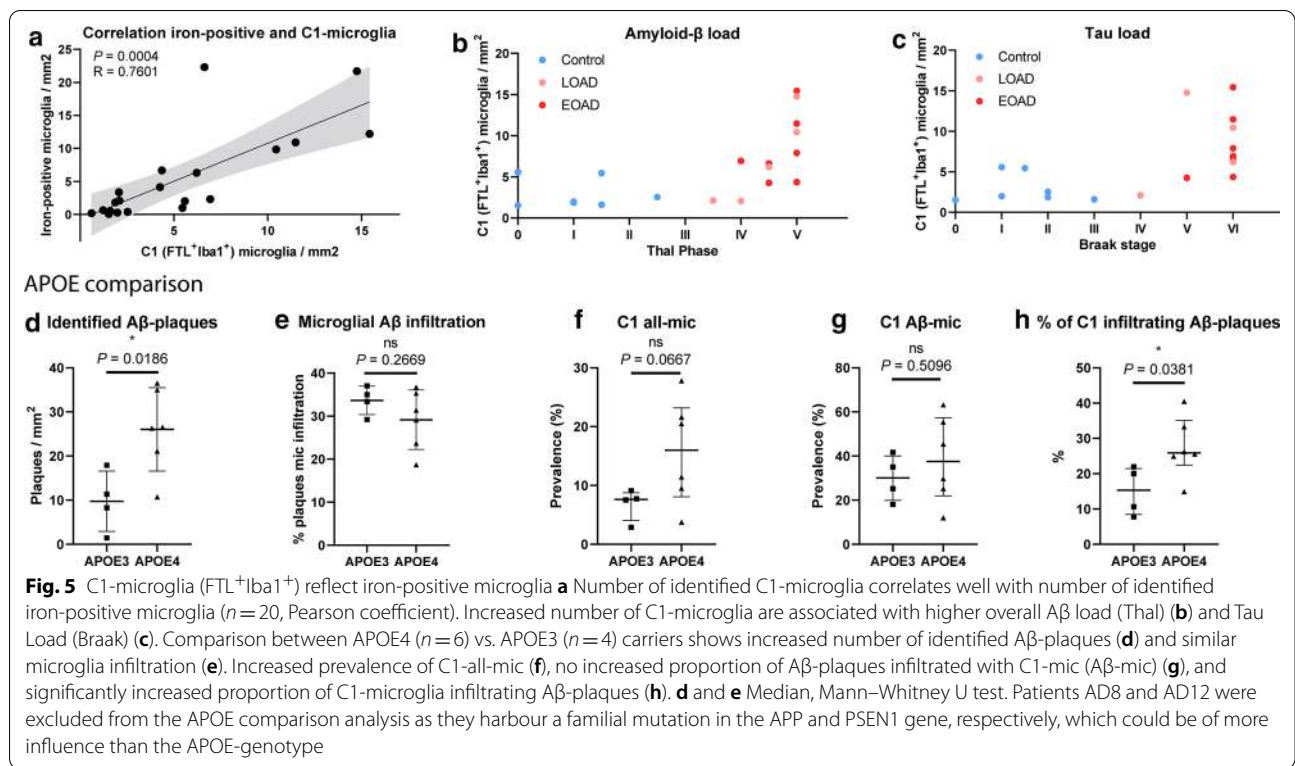 a Correlation iron-positive and C1-microglia
P = 0.0004
R = 0.7601
Iron-positive microglia / mm2
25
20
15
10
5
0
5
10
15
C1 (FTL⁺Iba1⁺) microglia / mm2
b Amyloid-β load
C1 (FTL⁺Iba1⁺) microglia / mm²
20
15
10
5
0
Control
LOAD
EOAD
0 I II III IV V
Thal Phase
c Tau load
C1 (FTL⁺Iba1⁺) microglia / mm²
20
15
10
5
0
Control
LOAD
EOAD
0 I II III IV V VI
Braak stage
APOE comparison
d Identified Aβ-plaques
*
P = 0.0186
Plaques / mm²
40
30
20
10
0
APOE3 APOE4
e Microglial Aβ infiltration
ns
P = 0.2669
% plaques mic infiltration
40
30
20
10
0
APOE3 APOE4
f C1 all-mic
ns
P = 0.0667
Prevalence (%)
30
20
10
0
APOE3 APOE4
g C1 Aβ-mic
ns
P = 0.5096
Prevalence (%)
80
60
40
20
0
APOE3 APOE4
h % of C1 infiltrating Aβ-plaques
*
P = 0.0381
%
50
40
30
20
10
0
APOE3 APOE4
Fig. 5 C1-microglia (FTL⁺Iba1⁺) reflect iron-positive microglia a Number of identified C1-microglia correlates well with number of identified
iron-positive microglia (n = 20, Pearson coefficient). Increased number of C1-microglia are associated with higher overall Aβ load (Thal) (b) and Tau
Load (Braak) (c). Comparison between APOE4 (n = 6) vs. APOE3 (n = 4) carriers shows increased number of identified Aβ-plaques (d) and similar
microglia infiltration (e). Increased prevalence of C1-all-mic (f), no increased proportion of Aβ-plaques infiltrated with C1-mic (Aβ-mic) (g), and
significantly increased proportion of C1-microglia infiltrating Aβ-plaques (h). d and e Median, Mann–Whitney U test. Patients AD8 and AD12 were
excluded from the APOE comparison analysis as they harbour a familial mutation in the APP and PSEN1 gene, respectively, which could be of more
influence than the APOE-genotype